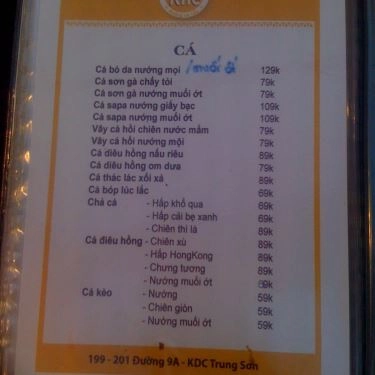 KHC
CÁ
Cá bò da nướng mọi / muối ớt 129k
Cá sơn gà cháy tỏi 79k
Cá sơn gà nướng muối ớt 79k
Cá sapa nướng giấy bạc 109k
Cá sapa nướng muối ớt 109k
Vây cá hồi chiên nước mắm 79k
Vây cá hồi nướng mội 79k
Cá diêu hồng nấu riêu 89k
Cá diêu hồng om dưa 79k
Cá thác lác xổi xả 89k
Cá bóp lúc lắc 69k
Chả cá - Hấp khổ qua 69k
- Hấp cải bẹ xanh 69k
- Chiên thì là 89k
Cá điêu hồng - Chiên xù 89k
- Hấp HongKong 89k
- Chưng tương 89k
- Nướng muối ớt 89k
Cá kèo - Nướng 59k
- Chiên giòn 59k
- Nướng muối ớt 59k
199 - 201 Đường 9A - KDC Trung Sơn